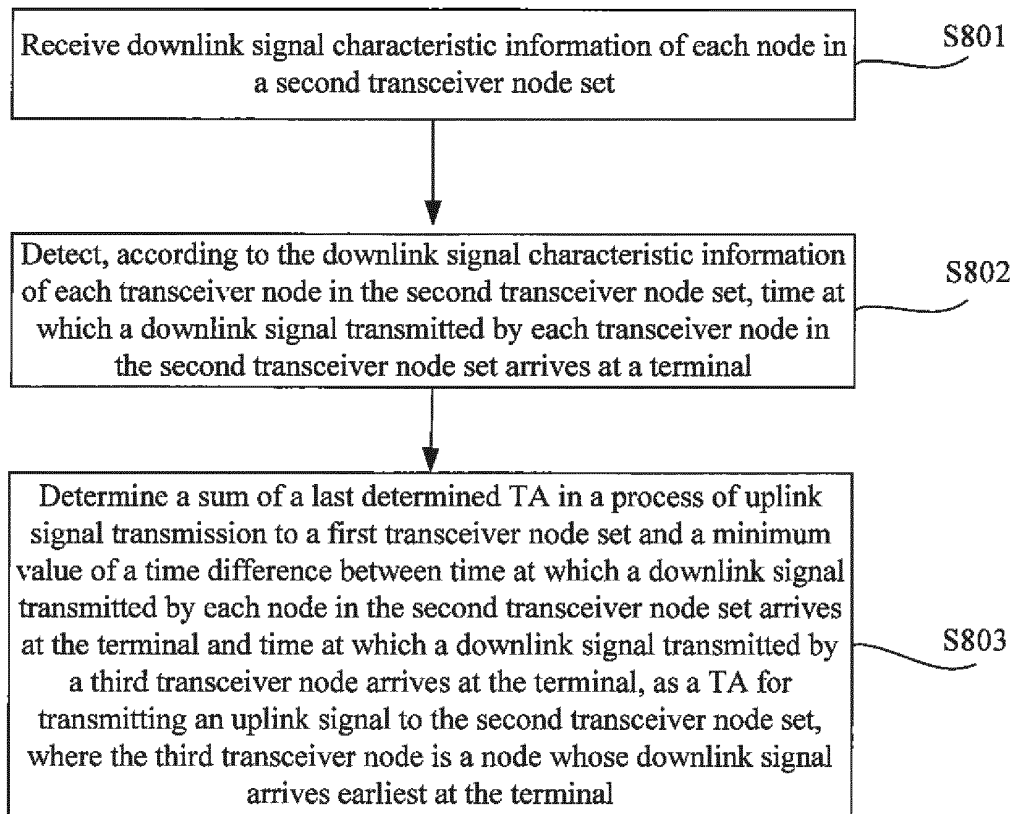 Receive downlink signal characteristic information of each node in
a second transceiver node set
S801
Detect, according to the downlink signal characteristic information
of each transceiver node in the second transceiver node set, time at
which a downlink signal transmitted by each transceiver node in
the second transceiver node set arrives at a terminal
S802
Determine a sum of a last determined TA in a process of uplink
signal transmission to a first transceiver node set and a minimum
value of a time difference between time at which a downlink signal
transmitted by each node in the second transceiver node set arrives
at the terminal and time at which a downlink signal transmitted by
a third transceiver node arrives at the terminal, as a TA for
transmitting an uplink signal to the second transceiver node set,
where the third transceiver node is a node whose downlink signal
arrives earliest at the terminal
S803